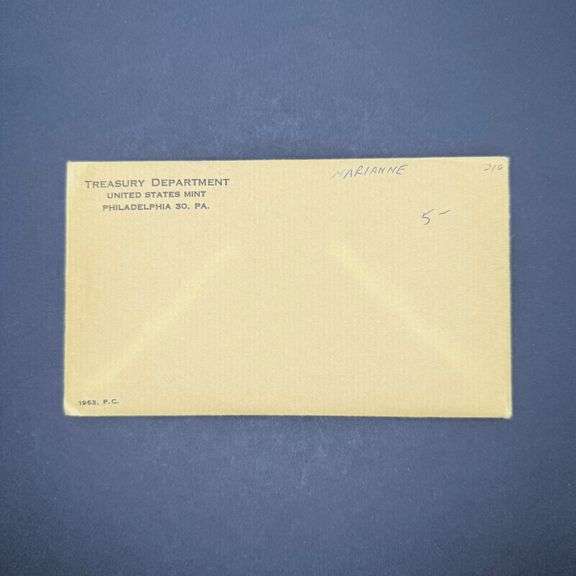 TREASURY DEPARTMENT
UNITED STATES MINT
PHILADELPHIA 30, PA.
MARIANNE
5-
1963, P.C.